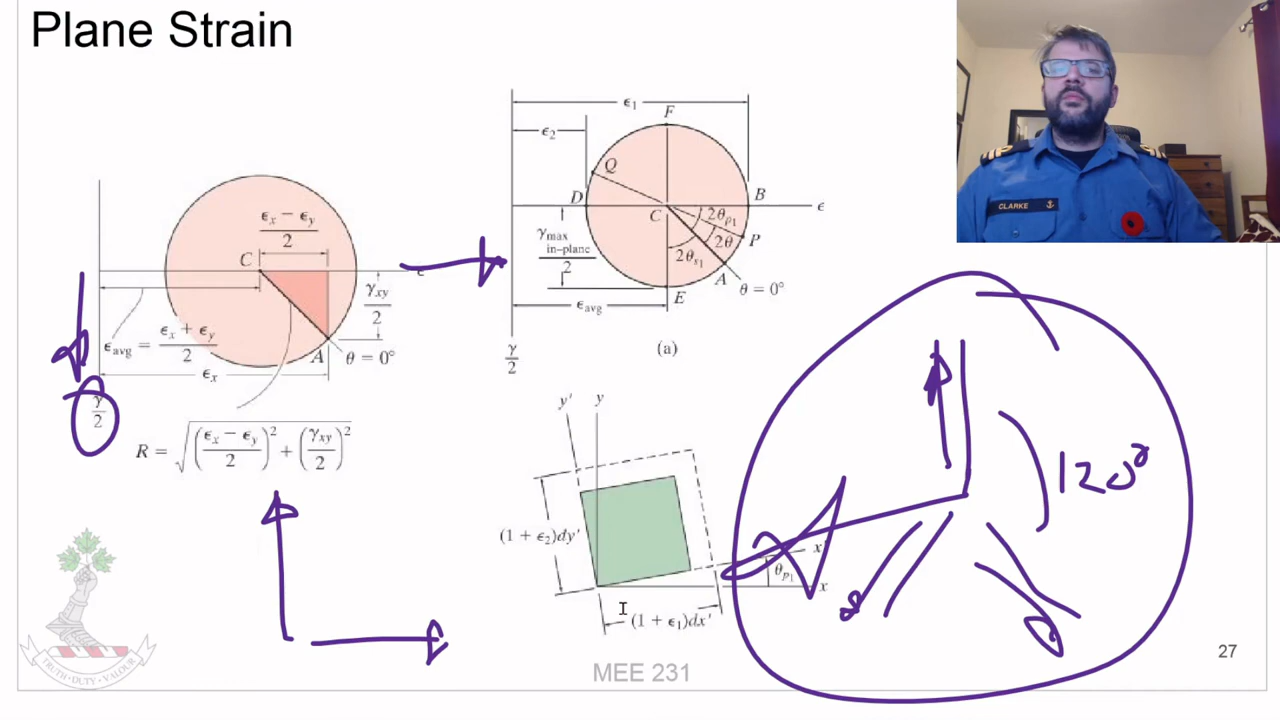 Plane Strain
ϵx − ϵy
2
C
ϵ
γxy
2
ϵavg = ϵx + ϵy
2
A
θ = 0°
ϵx
γ
2
R = √((ϵx − ϵy)/2)² + (γxy/2)²
ϵ1
F
ϵ2
Q
D
B
ϵ
C
2θp1
2θ
P
γmax
in–plane
2
2θs1
A
θ = 0°
E
ϵavg
γ
2
(a)
y'
y
(1 + ϵ2)dy'
x'
θp1
x
(1 + ϵ1)dx'
120°
CLARKE
TRUTH · DUTY · VALOUR
MEE 231
27